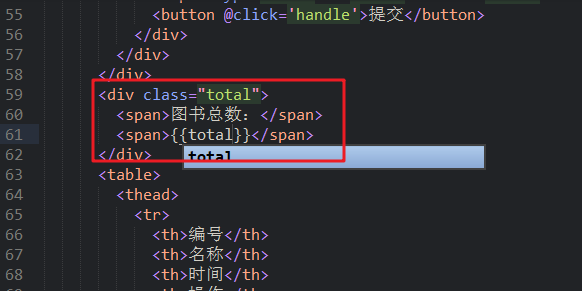 55 <button @click='handle'>提交</button>
56 </div>
57 </div>
58 </div>
59 <div class="total">
60 <span>图书总数：</span>
61 <span>{{total}}</span>
total
62 </div>
63 <table>
64 <thead>
65 <tr>
66 <th>编号</th>
67 <th>名称</th>
68 <th>时间</th>